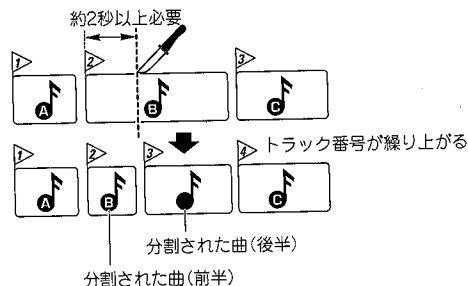 約2秒以上必要
1 2 3
A B C
トラック番号が繰り上がる
1 2 3 4
A B C
分割された曲(後半)
分割された曲(前半)